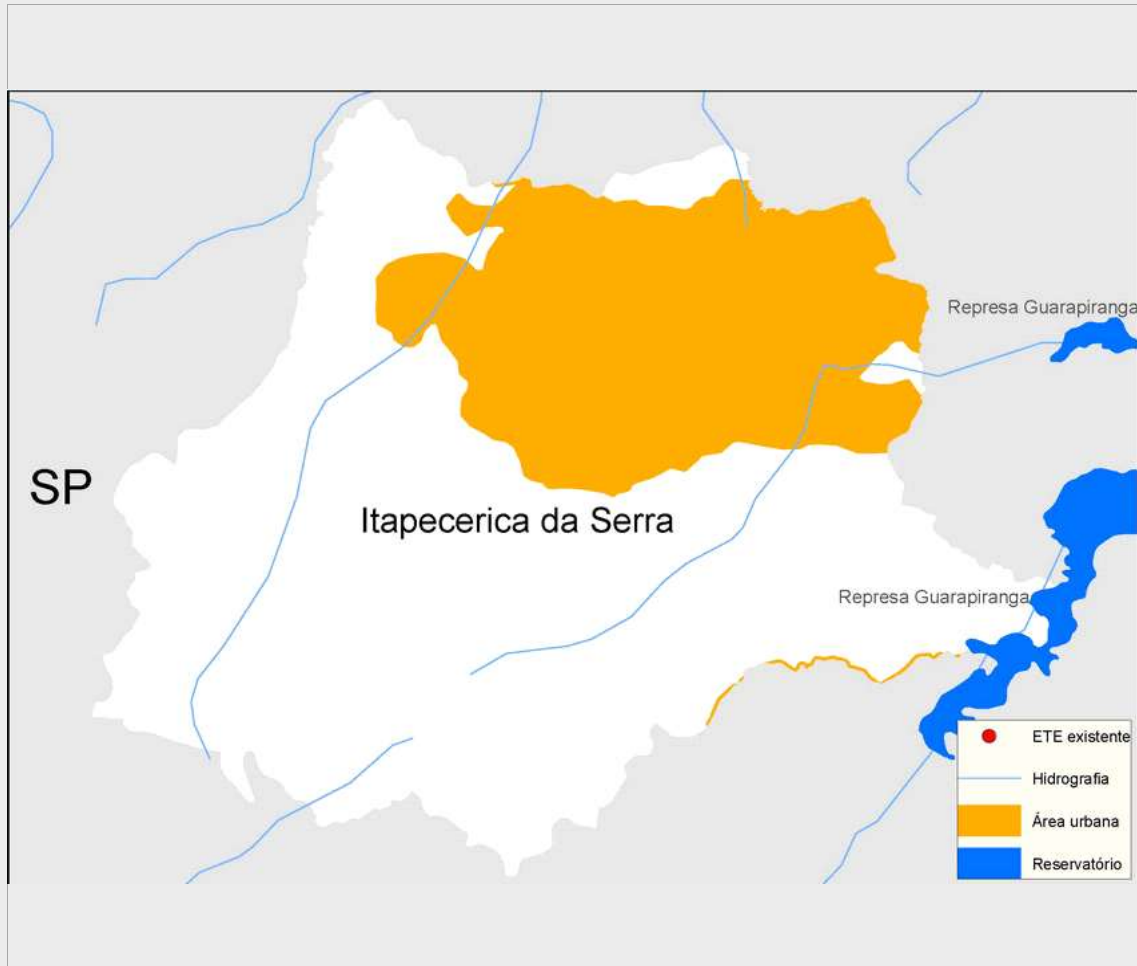 Represa Guarapiranga
SP
Itapecerica da Serra
Represa Guarapiranga
ETE existente
Hidrografia
Área urbana
Reservatório